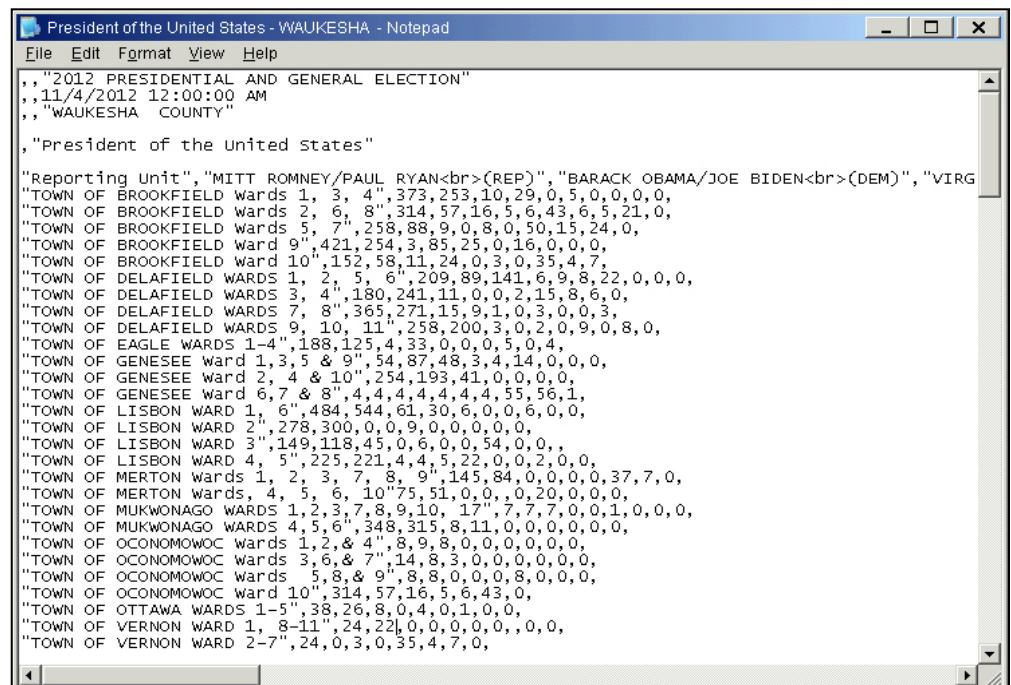 President of the United States - WAUKESHA - Notepad
File Edit Format View Help
,,"2012 PRESIDENTIAL AND GENERAL ELECTION"
,,11/4/2012 12:00:00 AM
,,"WAUKESHA  COUNTY"
,"President of the United States"
"Reporting Unit","MITT ROMNEY/PAUL RYAN<br>(REP)","BARACK OBAMA/JOE BIDEN<br>(DEM)","VIRG
"TOWN OF BROOKFIELD Wards 1, 3, 4",373,253,10,29,0,5,0,0,0,0,
"TOWN OF BROOKFIELD Wards 2, 6, 8",314,57,16,5,6,43,6,5,21,0,
"TOWN OF BROOKFIELD Wards 5, 7",258,88,9,0,8,0,50,15,24,0,
"TOWN OF BROOKFIELD Ward 9",421,254,3,85,25,0,16,0,0,0,
"TOWN OF BROOKFIELD Ward 10",152,58,11,24,0,3,0,35,4,7,
"TOWN OF DELAFIELD WARDS 1, 2, 5, 6",209,89,141,6,9,8,22,0,0,0,
"TOWN OF DELAFIELD WARDS 3, 4",180,241,11,0,0,2,15,8,6,0,
"TOWN OF DELAFIELD WARDS 7, 8",365,271,15,9,1,0,3,0,0,3,
"TOWN OF DELAFIELD WARDS 9, 10, 11",258,200,3,0,2,0,9,0,8,0,
"TOWN OF EAGLE WARDS 1-4",188,125,4,33,0,0,0,5,0,4,
"TOWN OF GENESEE Ward 1,3,5 & 9",54,87,48,3,4,14,0,0,0,
"TOWN OF GENESEE Ward 2, 4 & 10",254,193,41,0,0,0,0,
"TOWN OF GENESEE Ward 6,7 & 8",4,4,4,4,4,4,4,55,56,1,
"TOWN OF LISBON WARD 1, 6",484,544,61,30,6,0,0,6,0,0,
"TOWN OF LISBON WARD 2",278,300,0,0,9,0,0,0,0,0,
"TOWN OF LISBON WARD 3",149,118,45,0,6,0,0,54,0,0,,
"TOWN OF LISBON WARD 4, 5",225,221,4,4,5,22,0,0,2,0,0,
"TOWN OF MERTON Wards 1, 2, 3, 7, 8, 9",145,84,0,0,0,0,37,7,0,
"TOWN OF MERTON Wards, 4, 5, 6, 10"75,51,0,0,,0,20,0,0,0,
"TOWN OF MUKWONAGO WARDS 1,2,3,7,8,9,10, 17",7,7,7,0,0,1,0,0,0,
"TOWN OF MUKWONAGO WARDS 4,5,6",348,315,8,11,0,0,0,0,0,0,
"TOWN OF OCONOMOWOC Wards 1,2,& 4",8,9,8,0,0,0,0,0,0,
"TOWN OF OCONOMOWOC Wards 3,6,& 7",14,8,3,0,0,0,0,0,0,0,
"TOWN OF OCONOMOWOC Wards  5,8,& 9",8,8,0,0,0,8,0,0,0,
"TOWN OF OCONOMOWOC Ward 10",314,57,16,5,6,43,0,
"TOWN OF OTTAWA WARDS 1-5",38,26,8,0,4,0,1,0,0,
"TOWN OF VERNON WARD 1, 8-11",24,22,0,0,0,0,0,,0,0,
"TOWN OF VERNON WARD 2-7",24,0,3,0,35,4,7,0,